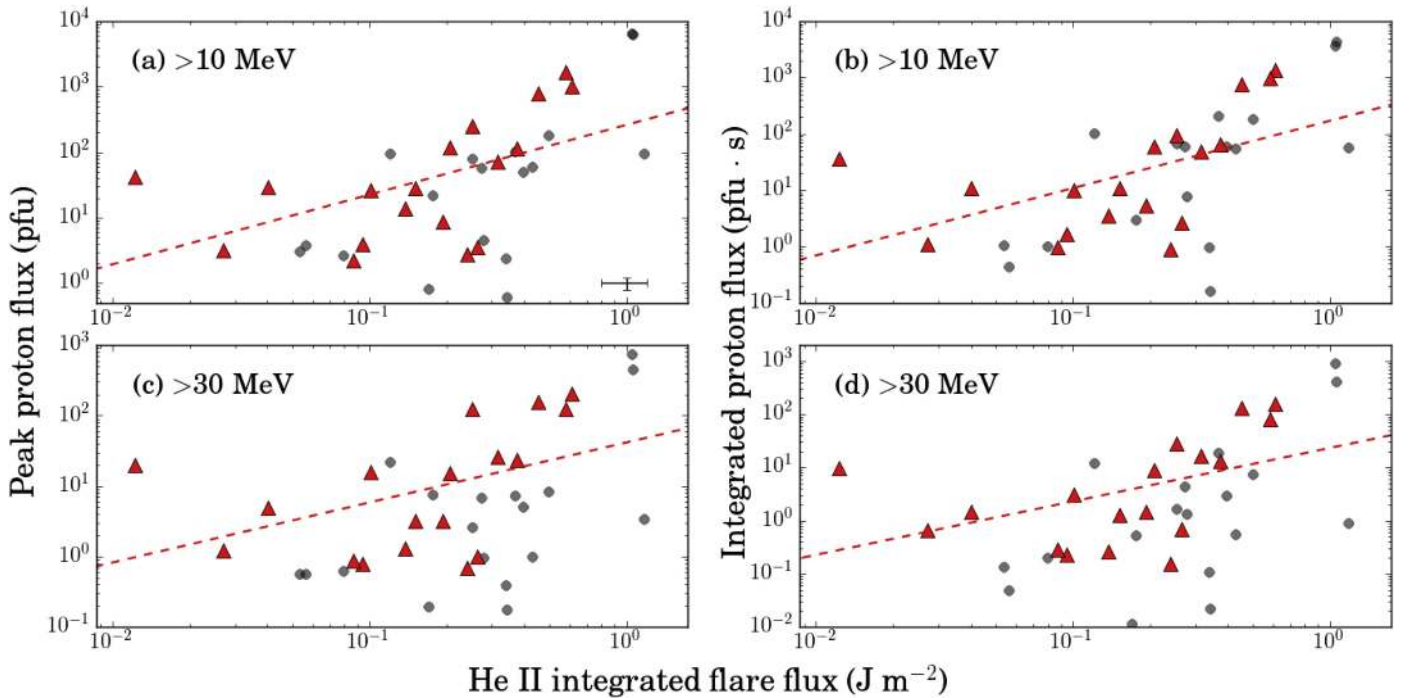 Peak proton flux (pfu)
(a) >10 MeV
10⁴
10³
10²
10¹
10⁰
10⁻² 10⁻¹ 10⁰
Integrated proton flux (pfu · s)
(b) >10 MeV
10⁴
10³
10²
10¹
10⁰
10⁻¹
10⁻² 10⁻¹ 10⁰
(c) >30 MeV
10³
10²
10¹
10⁰
10⁻¹
10⁻² 10⁻¹ 10⁰
(d) >30 MeV
10³
10²
10¹
10⁰
10⁻¹
10⁻²
10⁻² 10⁻¹ 10⁰
He II integrated flare flux (J m⁻²)